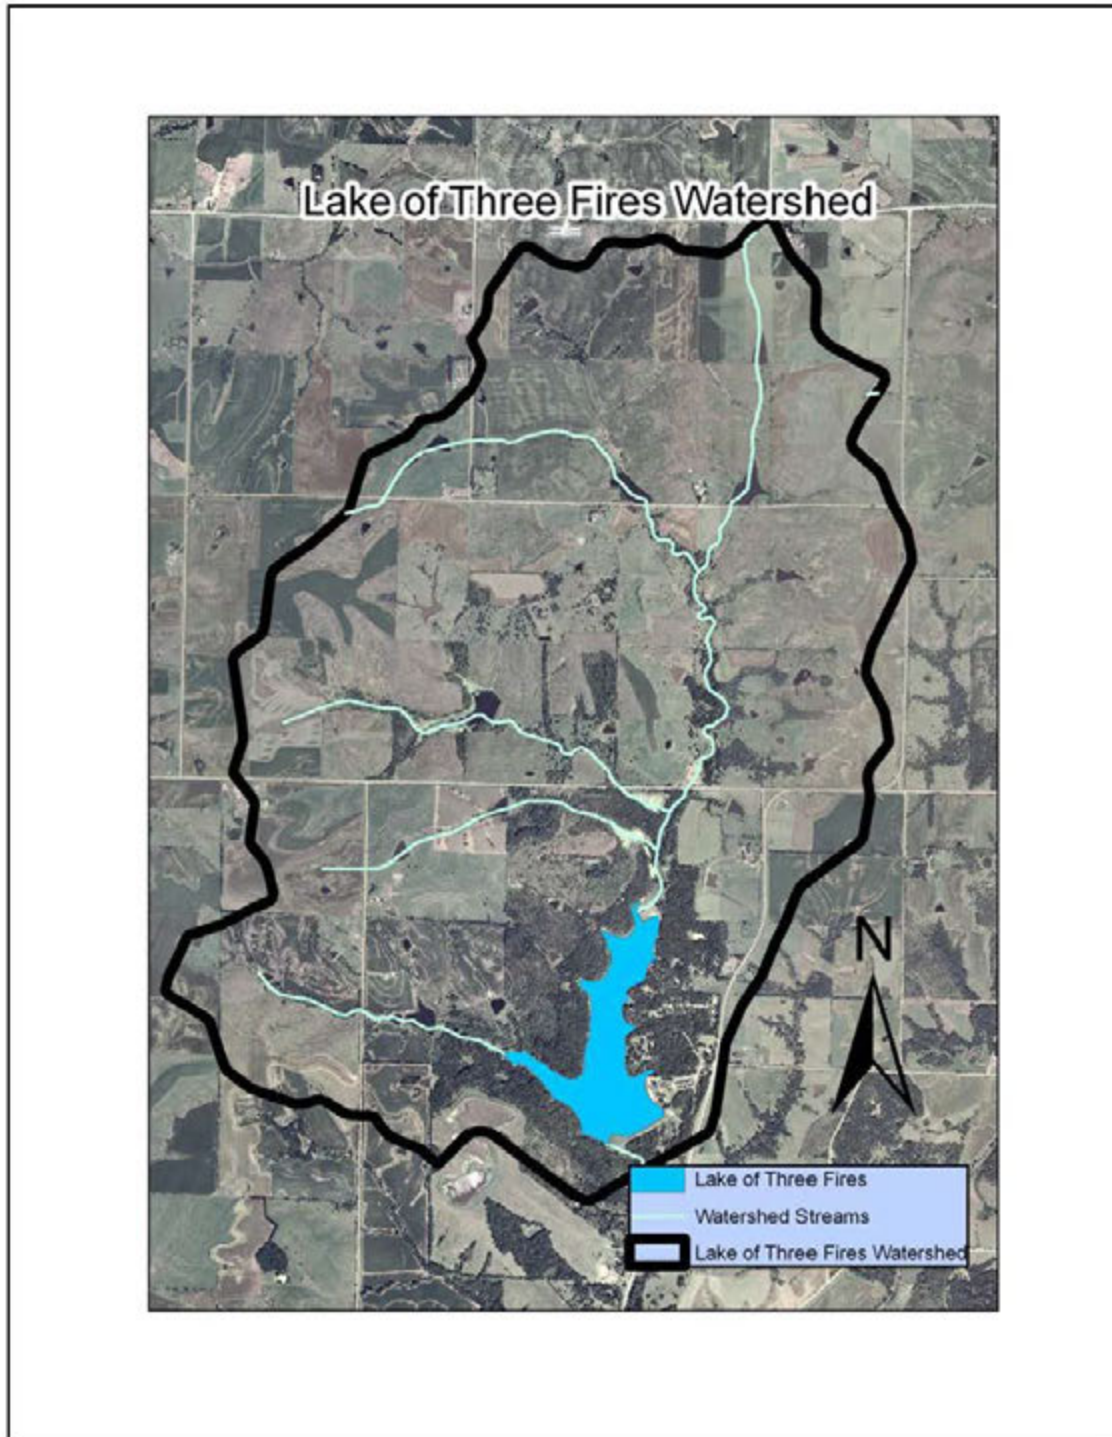 Lake of Three Fires Watershed
N
Lake of Three Fires
Watershed Streams
Lake of Three Fires Watershed